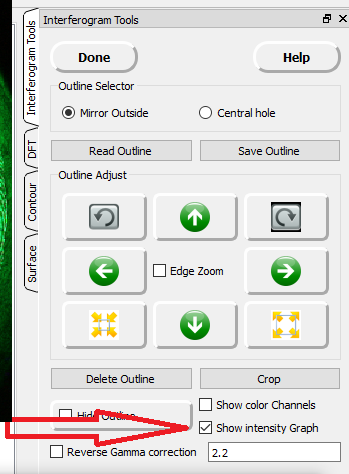 Interferogram Tools
Interferogram Tools
DFT
Contour
Surface
Done
Help
Outline Selector
Mirror Outside
Central hole
Read Outline
Save Outline
Outline Adjust
Edge Zoom
Delete Outline
Crop
Hide Outline
Show color Channels
Show intensity Graph
Reverse Gamma correction
2.2